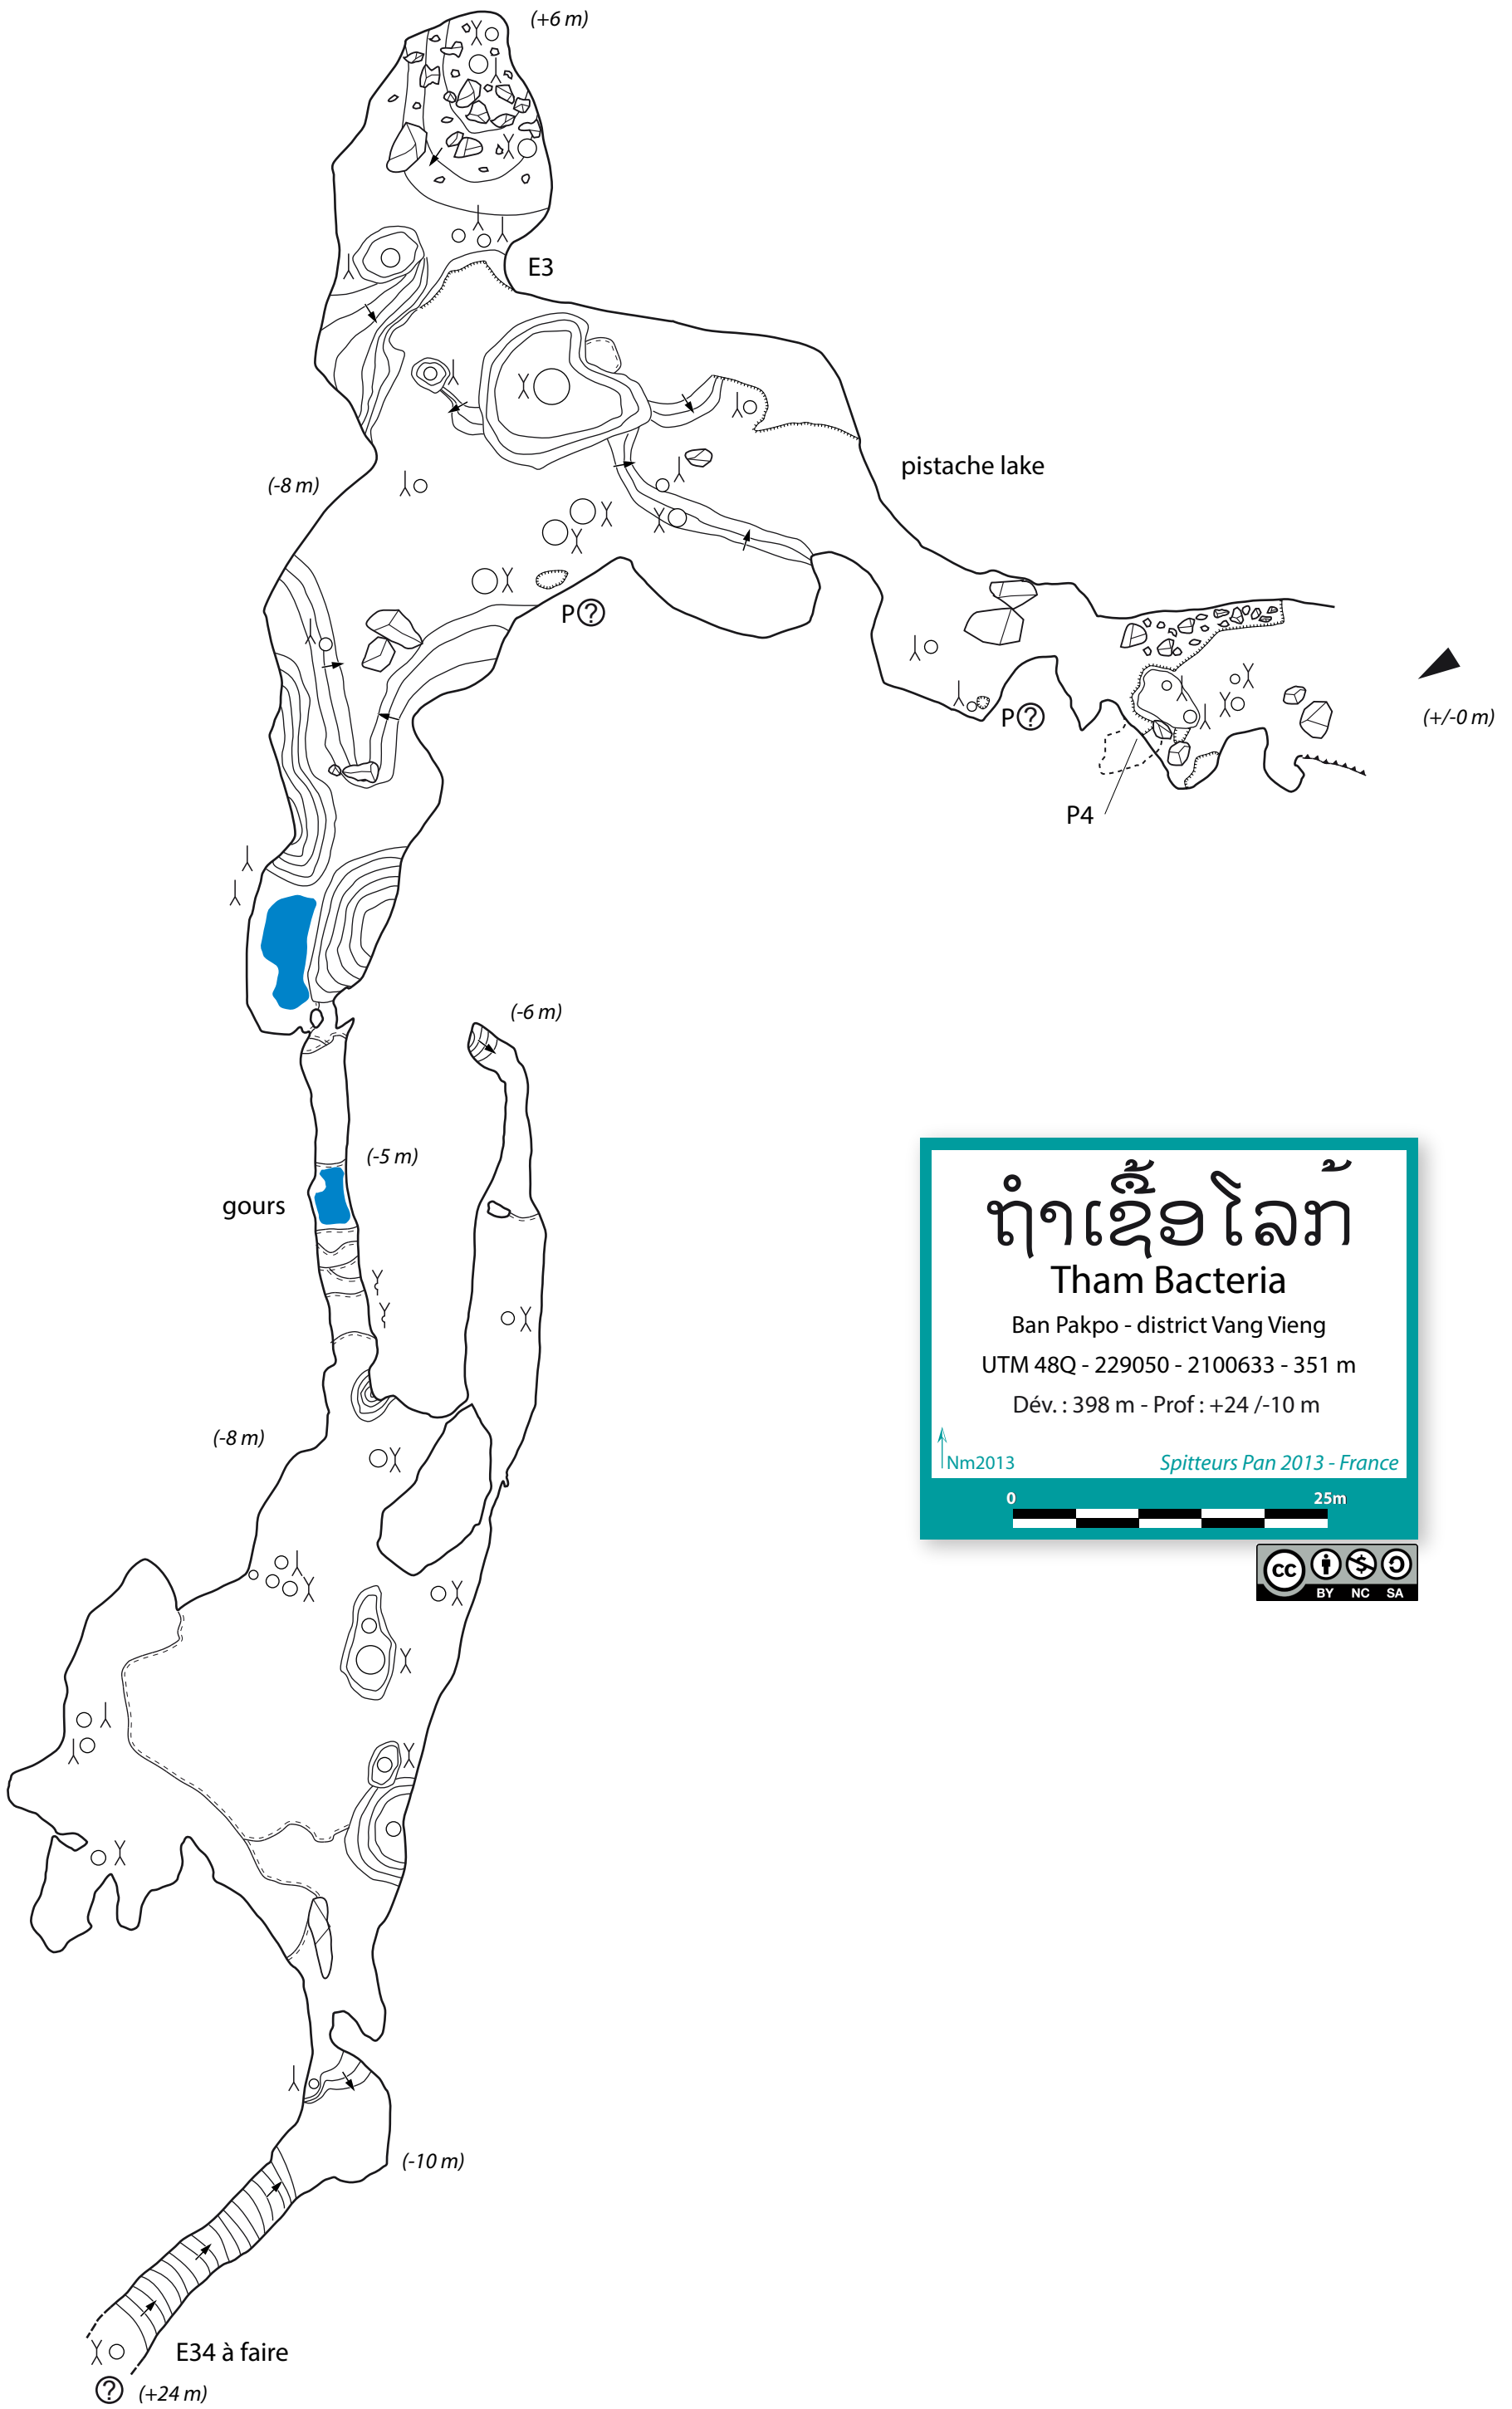 (+6 m)
E3
pistache lake
(-8 m)
P?
P?
(+/-0 m)
P4
(-6 m)
(-5 m)
gours
ຖ້ຳເຊື້ອໂລກ້
Tham Bacteria
Ban Pakpo - district Vang Vieng
UTM 48Q - 229050 - 2100633 - 351 m
Dév. : 398 m - Prof : +24 /-10 m
Nm2013
Spitteurs Pan 2013 - France
0 25m
cc BY NC SA
(-8 m)
(-10 m)
E34 à faire
? (+24 m)